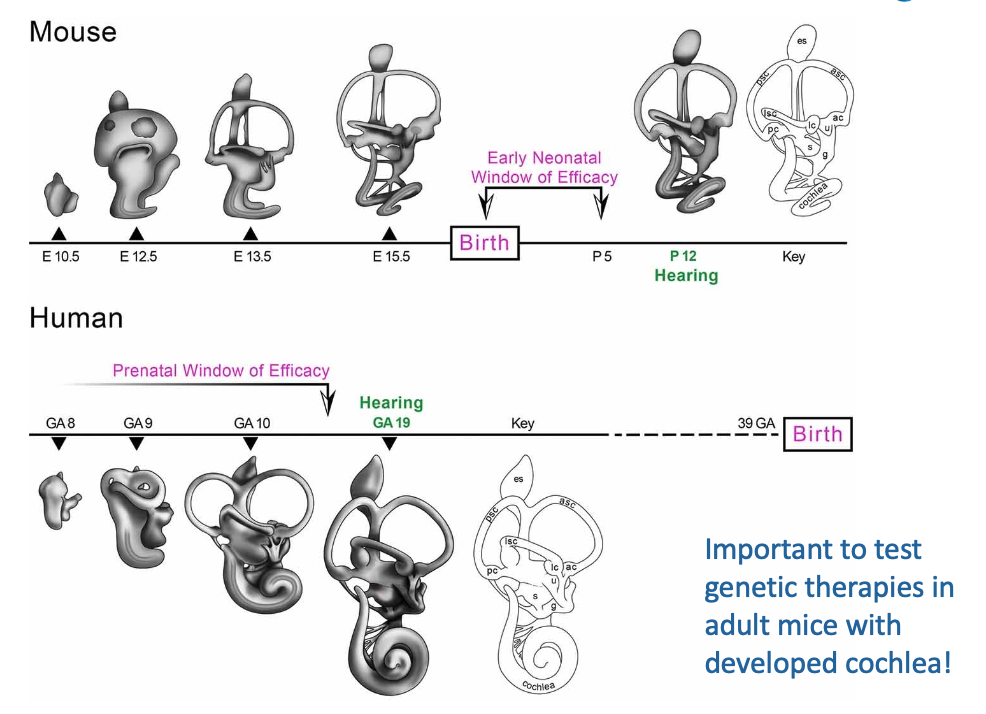 Mouse
es
psc
asc
lsc
pc
lc
u
ac
s
g
cochlea
Early Neonatal
Window of Efficacy
Birth
E 10.5
E 12.5
E 13.5
E 15.5
P 5
P 12
Hearing
Key
Human
Prenatal Window of Efficacy
Hearing
GA 8
GA 9
GA 10
GA 19
Key
39 GA
Birth
es
psc
asc
lsc
pc
lc
ac
u
s
g
cochlea
Important to test
genetic therapies in
adult mice with
developed cochlea!